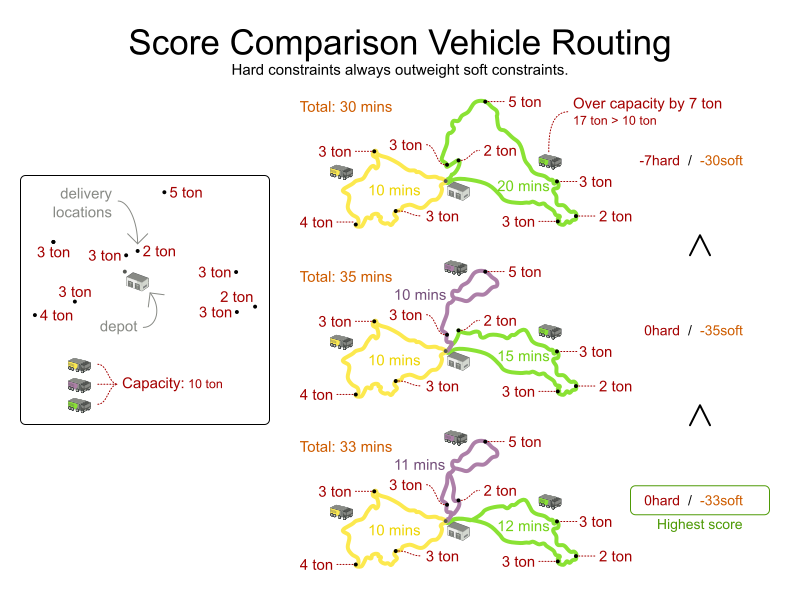 Score Comparison Vehicle Routing
Hard constraints always outweight soft constraints.
delivery
locations
5 ton
3 ton
3 ton
2 ton
3 ton
3 ton
2 ton
4 ton
3 ton
depot
Capacity: 10 ton
Total: 30 mins
5 ton
Over capacity by 7 ton
17 ton > 10 ton
3 ton
3 ton
2 ton
-7hard / -30soft
10 mins
20 mins
3 ton
4 ton
3 ton
3 ton
2 ton
<
Total: 35 mins
5 ton
10 mins
3 ton
3 ton
2 ton
0hard / -35soft
10 mins
15 mins
3 ton
4 ton
3 ton
3 ton
2 ton
<
Total: 33 mins
5 ton
11 mins
3 ton
3 ton
2 ton
0hard / -33soft
Highest score
10 mins
12 mins
3 ton
4 ton
3 ton
3 ton
2 ton